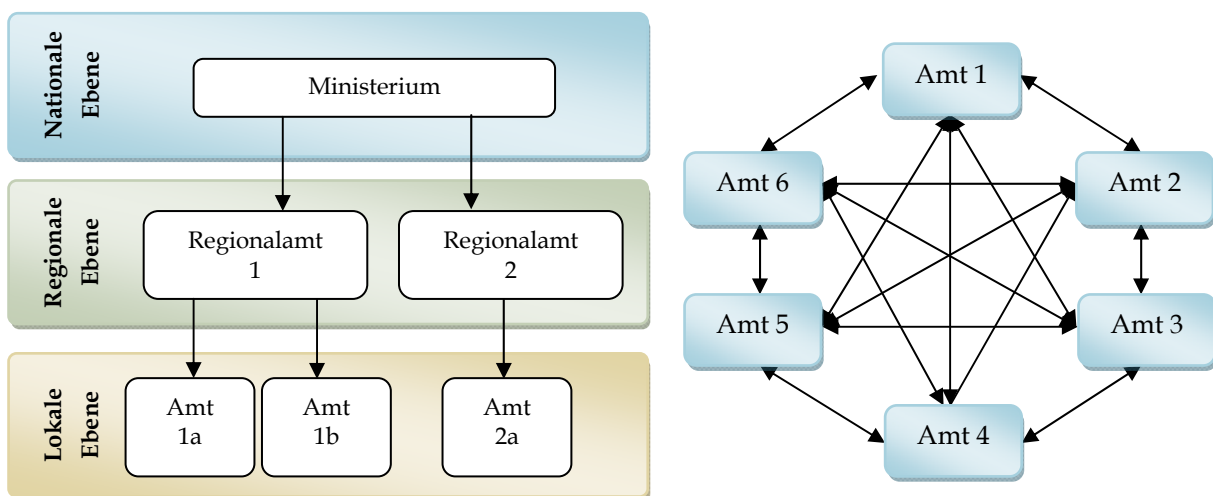 Nationale
Ebene
Ministerium
Regionale
Ebene
Regionalamt
1
Regionalamt
2
Lokale
Ebene
Amt
1a
Amt
1b
Amt
2a
Amt 1
Amt 6
Amt 2
Amt 5
Amt 3
Amt 4